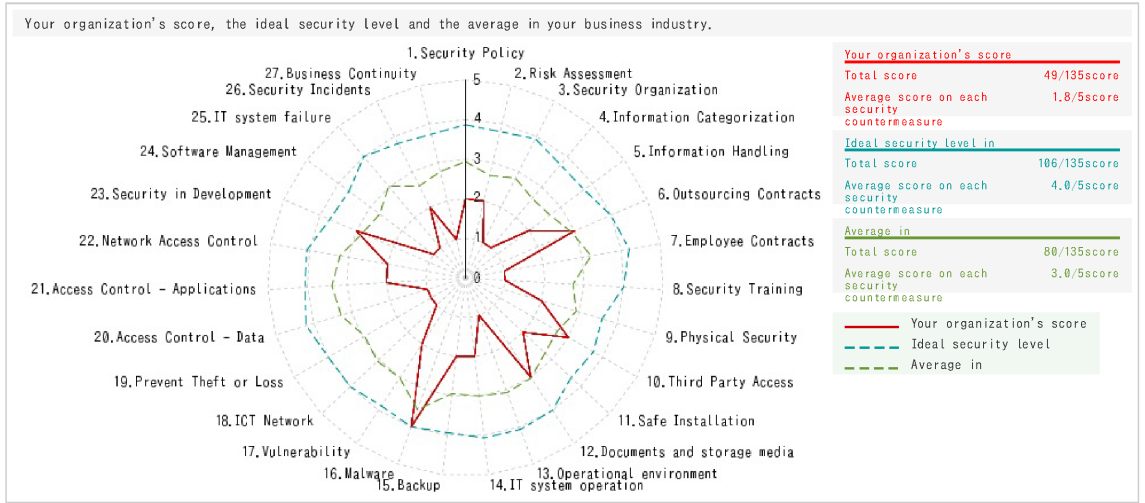 Your organization's score, the ideal security level and the average in your business industry.
1.Security Policy
2.Risk Assessment
3.Security Organization
4.Information Categorization
5.Information Handling
6.Outsourcing Contracts
7.Employee Contracts
8.Security Training
9.Physical Security
10.Third Party Access
11.Safe Installation
12.Documents and storage media
13.Operational environment
14.IT system operation
15.Backup
16.Malware
17.Vulnerability
18.ICT Network
19.Prevent Theft or Loss
20.Access Control - Data
21.Access Control - Applications
22.Network Access Control
23.Security in Development
24.Software Management
25.IT system failure
26.Security Incidents
27.Business Continuity
5
4
3
2
1
0
Your organization's score
Total score 49/135score
Average score on each 1.8/5score
security
countermeasure
Ideal security level in
Total score 106/135score
Average score on each 4.0/5score
security
countermeasure
Average in
Total score 80/135score
Average score on each 3.0/5score
security
countermeasure
Your organization's score
Ideal security level
Average in